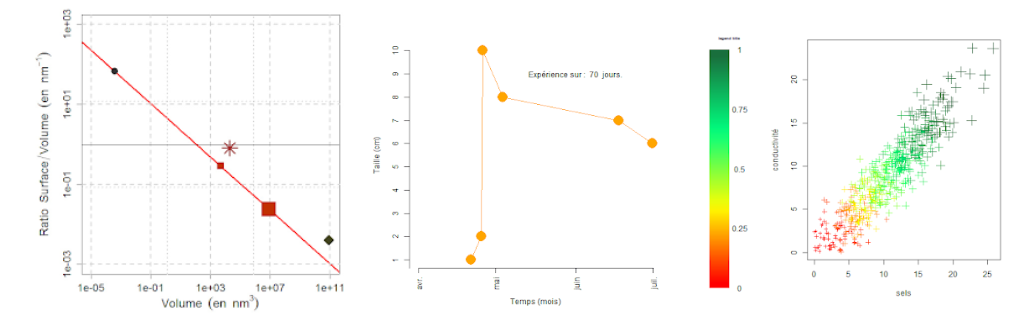 1e+03
1e+01
1e-01
1e-03
Ratio Surface/Volume (en nm⁻¹)
1e-05
1e-01
1e+03
1e+07
1e+11
Volume (en nm³)
Expérience sur : 70 jours.
10
9
8
7
6
5
4
3
2
1
Taille (cm)
avr.
mai
juin
juil.
Temps (mois)
1
0.75
0.50
0.25
0
20
15
10
5
0
conductivité
0
5
10
15
20
25
sels